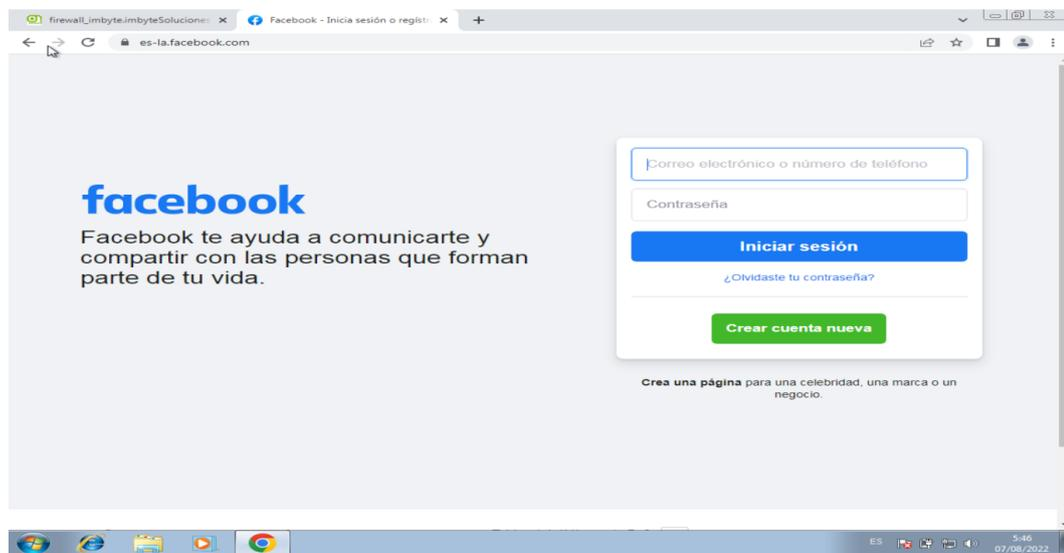 firewall_imbyte.imbyteSoluciones
Facebook - Inicia sesión o regístr
es-la.facebook.com
facebook
Facebook te ayuda a comunicarte y
compartir con las personas que forman
parte de tu vida.
Correo electrónico o número de teléfono
Contraseña
Iniciar sesión
¿Olvidaste tu contraseña?
Crear cuenta nueva
Crea una página para una celebridad, una marca o un
negocio.
ES
5:46
07/08/2022